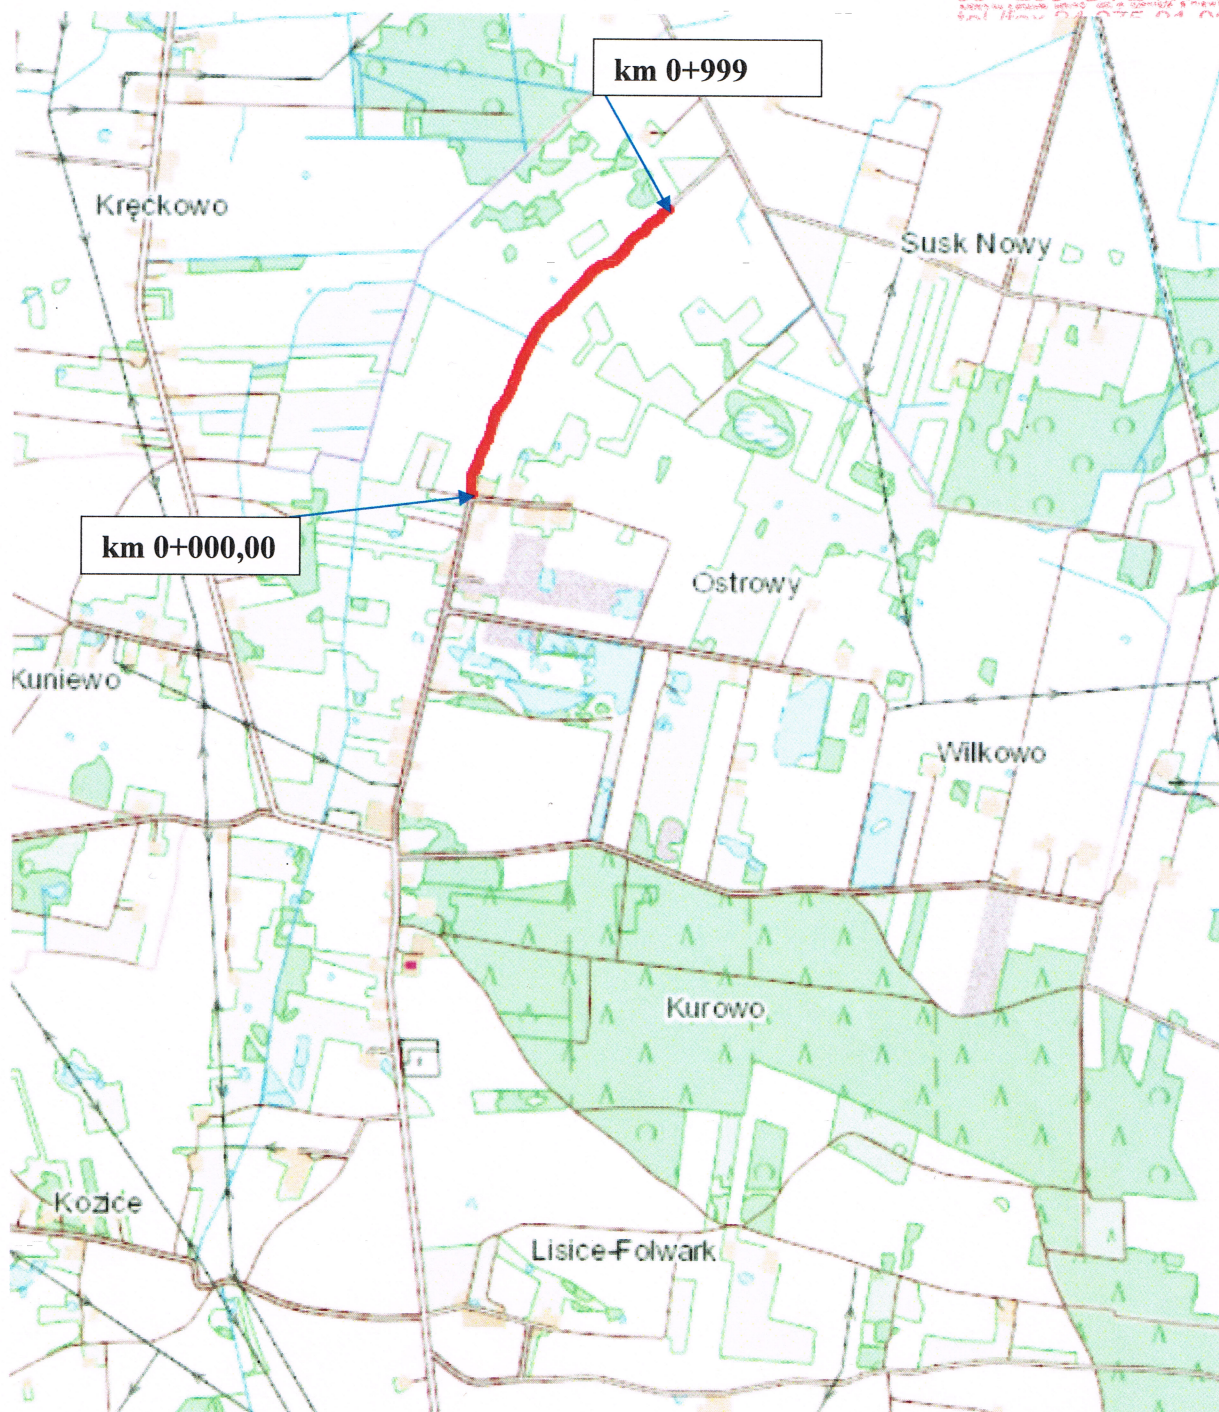 km 0+999
Kręckowo
Susk Nowy
km 0+000,00
Ostrowy
Kuniewo
Wilkowo
Kurowo
Kozice
Lisice-Folwark